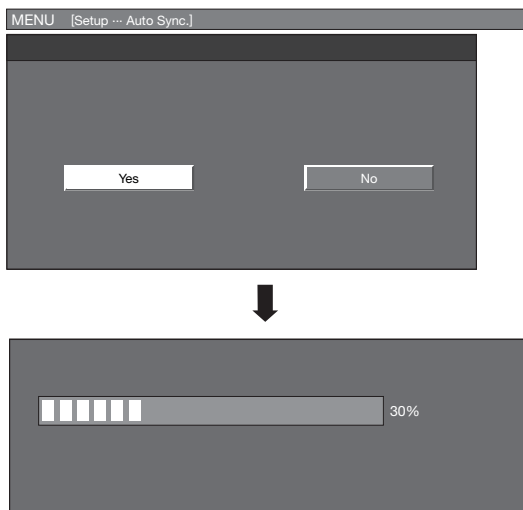 MENU [Setup ··· Auto Sync.]
Yes No
30%